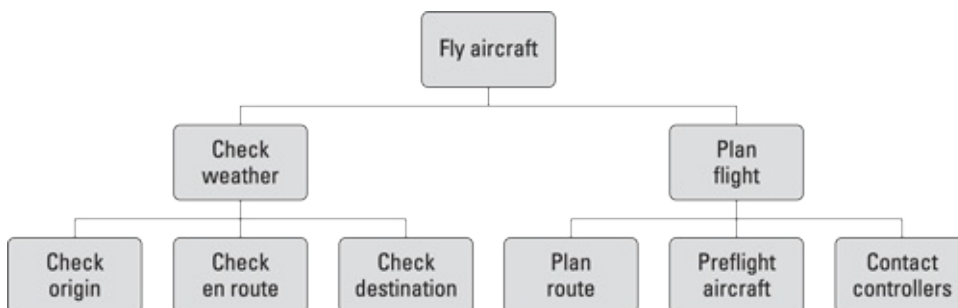 Fly aircraft
Check
weather
Plan
flight
Check
origin
Check
en route
Check
destination
Plan
route
Preflight
aircraft
Contact
controllers